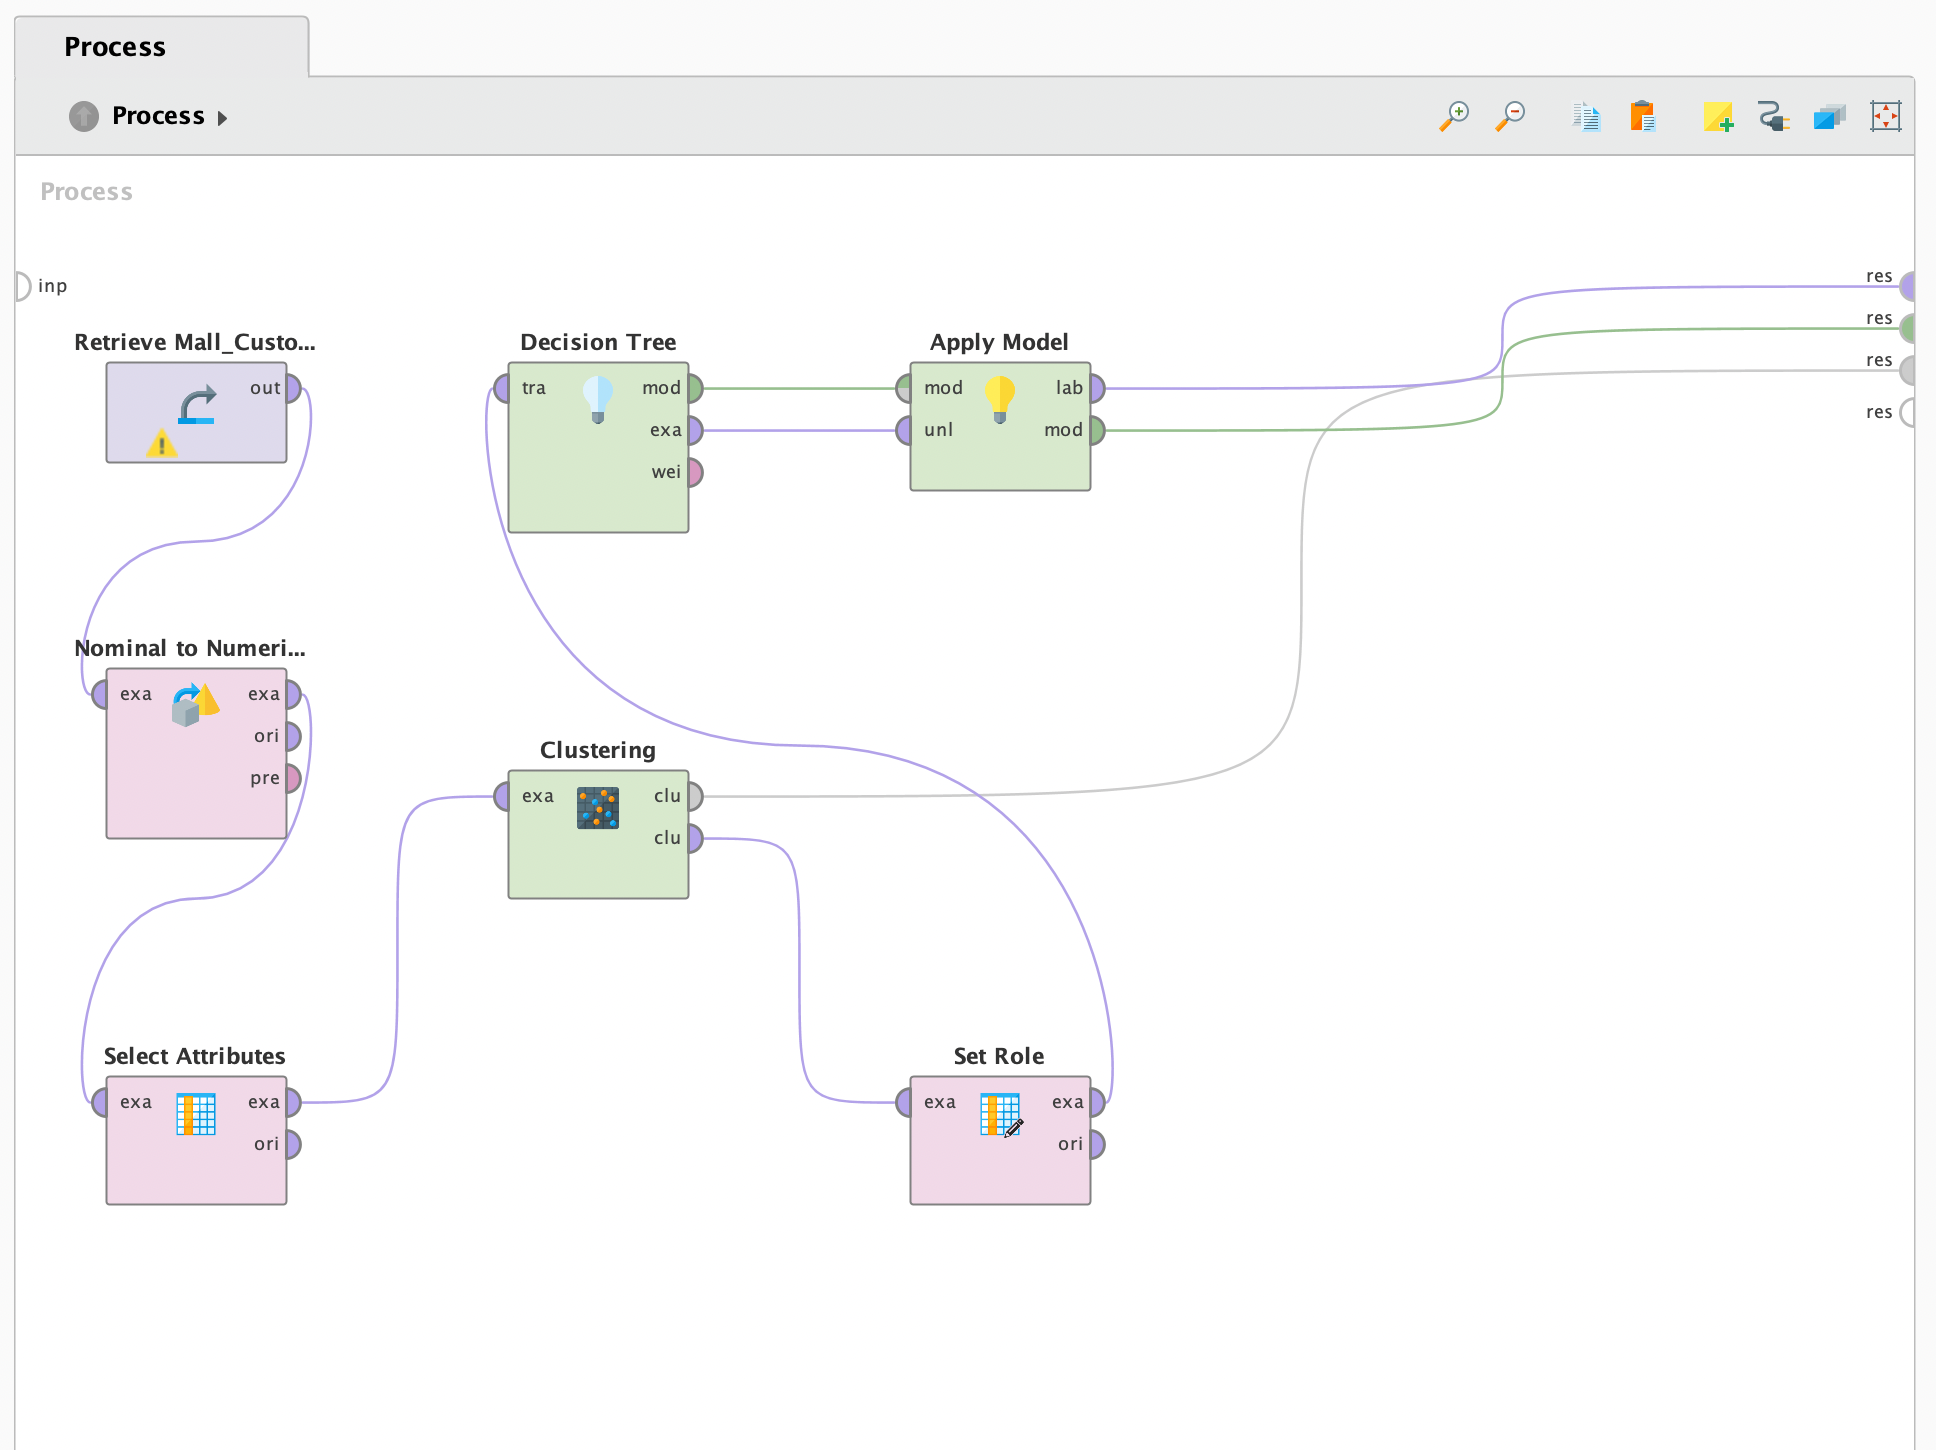 Process
Process
Process
inp
res
res
res
res
Retrieve Mall_Custo...
out
Decision Tree
tra
mod
exa
wei
Apply Model
mod
lab
unl
mod
Nominal to Numeri...
exa
exa
ori
pre
Clustering
exa
clu
clu
Select Attributes
exa
exa
ori
Set Role
exa
exa
ori